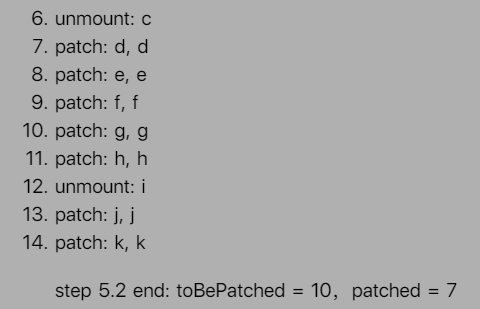 6. unmount: c
7. patch: d, d
8. patch: e, e
9. patch: f, f
10. patch: g, g
11. patch: h, h
12. unmount: i
13. patch: j, j
14. patch: k, k
step 5.2 end: toBePatched = 10，patched = 7